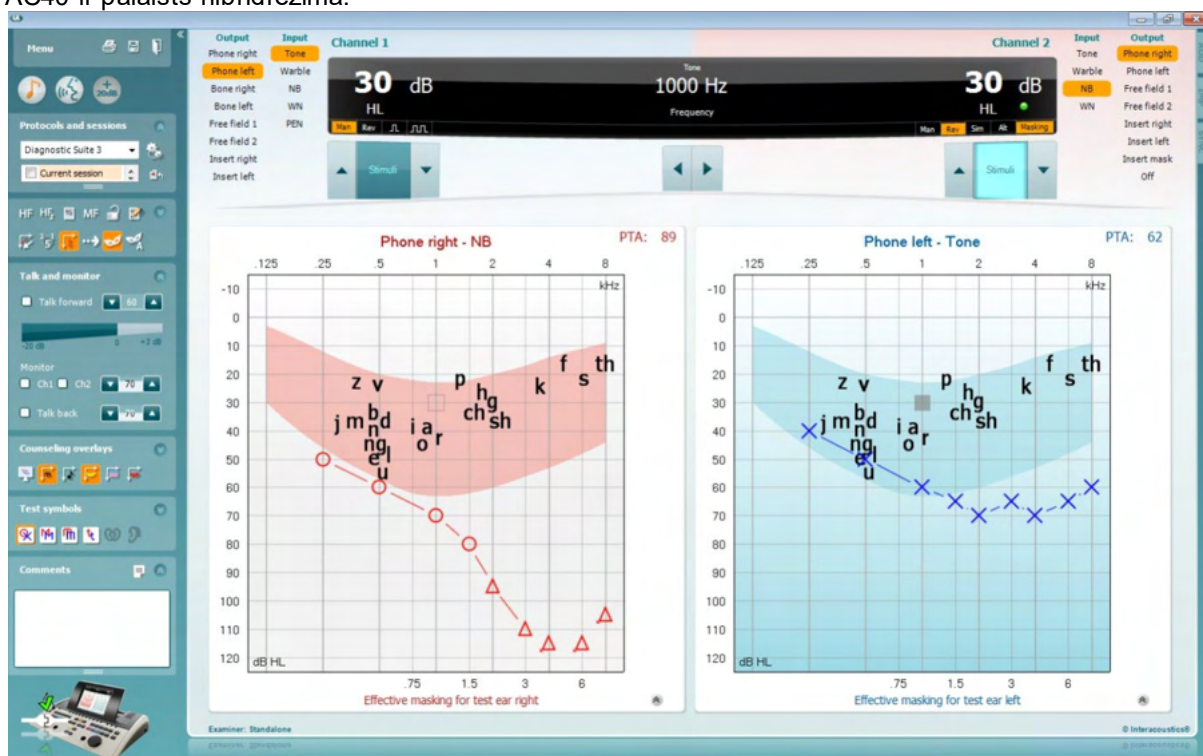 AC40 ir palaists hibrīdrežīmā.
Menu
Output Input Channel 1 Channel 2 Input Output
Phone right Tone Tone Phone right
Phone left Warble Warble Phone left
Bone right NB NB Free field 1
Bone left WN WN Free field 2
Free field 1 PEN Insert right
Free field 2 Insert left
Insert right Insert mask
Insert left Off
Tone
30 dB 1000 Hz 30 dB
HL Frequency HL
Man Rev Man Rev Sim Alt Masking
Stimuli Stimuli
+20dB
Protocols and sessions
Diagnostic Suite 3
Current session
HF MF
Talk and monitor
Talk forward 60
-20 dB 0 +3 dB
Monitor
Ch1 Ch2 70
Talk back 70
Counseling overlays
Test symbols
Comments
Phone right - NB PTA: 89
.125 .25 .5 1 2 4 8
kHz
-10
0
10
20
30
40
50
60
70
80
90
100
110
120 dB HL
z v p h g ch sh k f s th
j m b d n ng e l u i a o r
.75 1.5 3 6
Effective masking for test ear right
Phone left - Tone PTA: 62
.125 .25 .5 1 2 4 8
kHz
-10
0
10
20
30
40
50
60
70
80
90
100
110
120 dB HL
z v p h g ch sh k f s th
j m b d n ng e l u i a o r
.75 1.5 3 6
Effective masking for test ear left
Examiner: Standalone © Interacoustics®